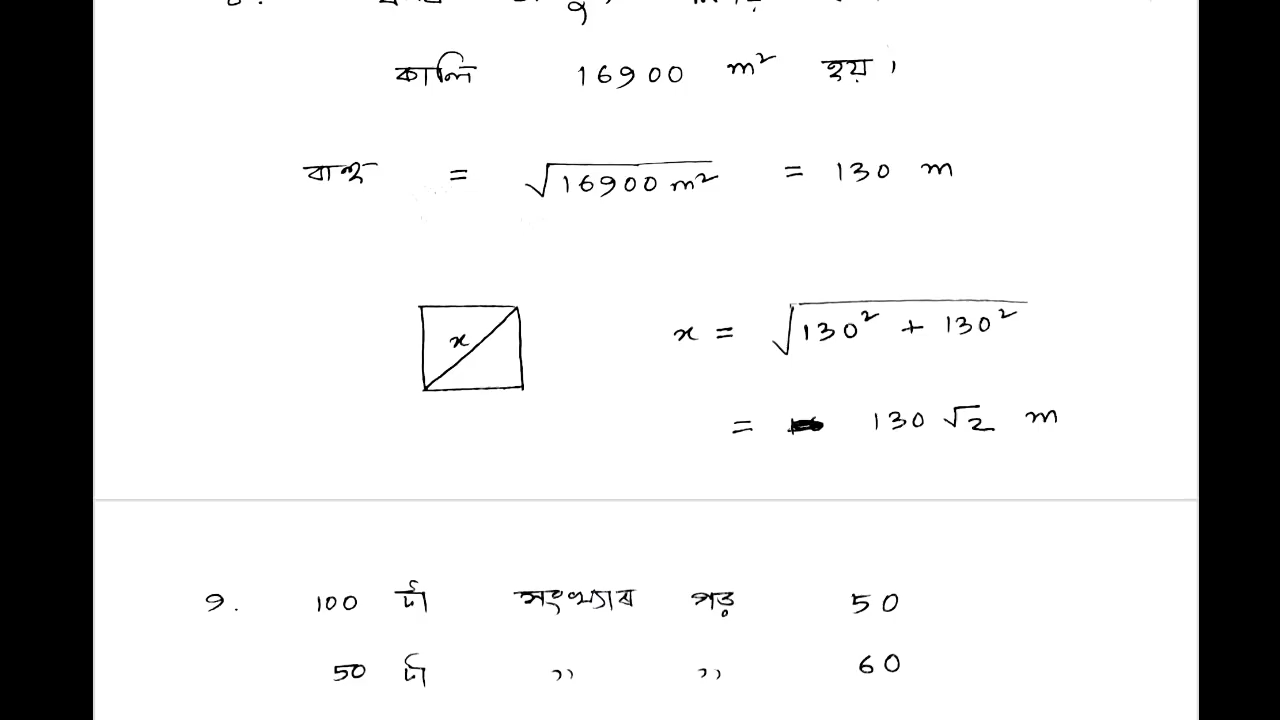 কালি 16900 m² হয় ।
বাহু = √16900 m² = 130 m
x
x = √130² + 130²
= 130 √2 m
9. 100 টা সংখ্যাৰ গড় 50
50 টা ,, ,, 60